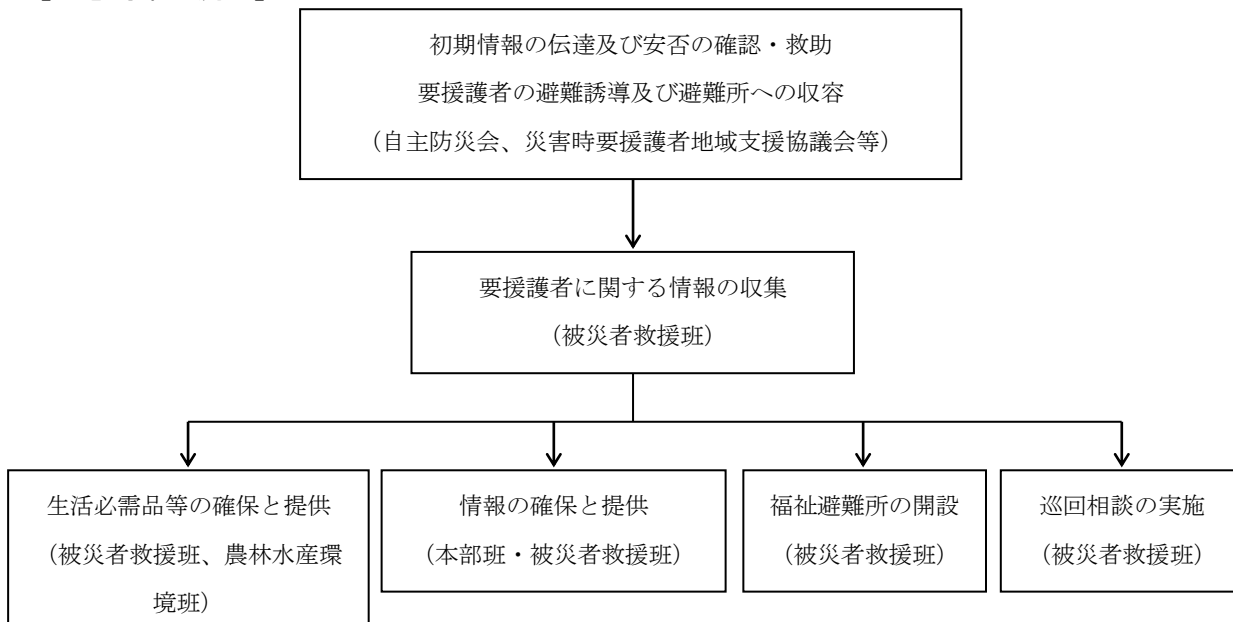 初期情報の伝達及び安否の確認・救助
要援護者の避難誘導及び避難所への収容
（自主防災会、災害時要援護者地域支援協議会等）
要援護者に関する情報の収集
（被災者救援班）
生活必需品等の確保と提供
（被災者救援班、農林水産環
境班）
情報の確保と提供
（本部班・被災者救援班）
福祉避難所の開設
（被災者救援班）
巡回相談の実施
（被災者救援班）